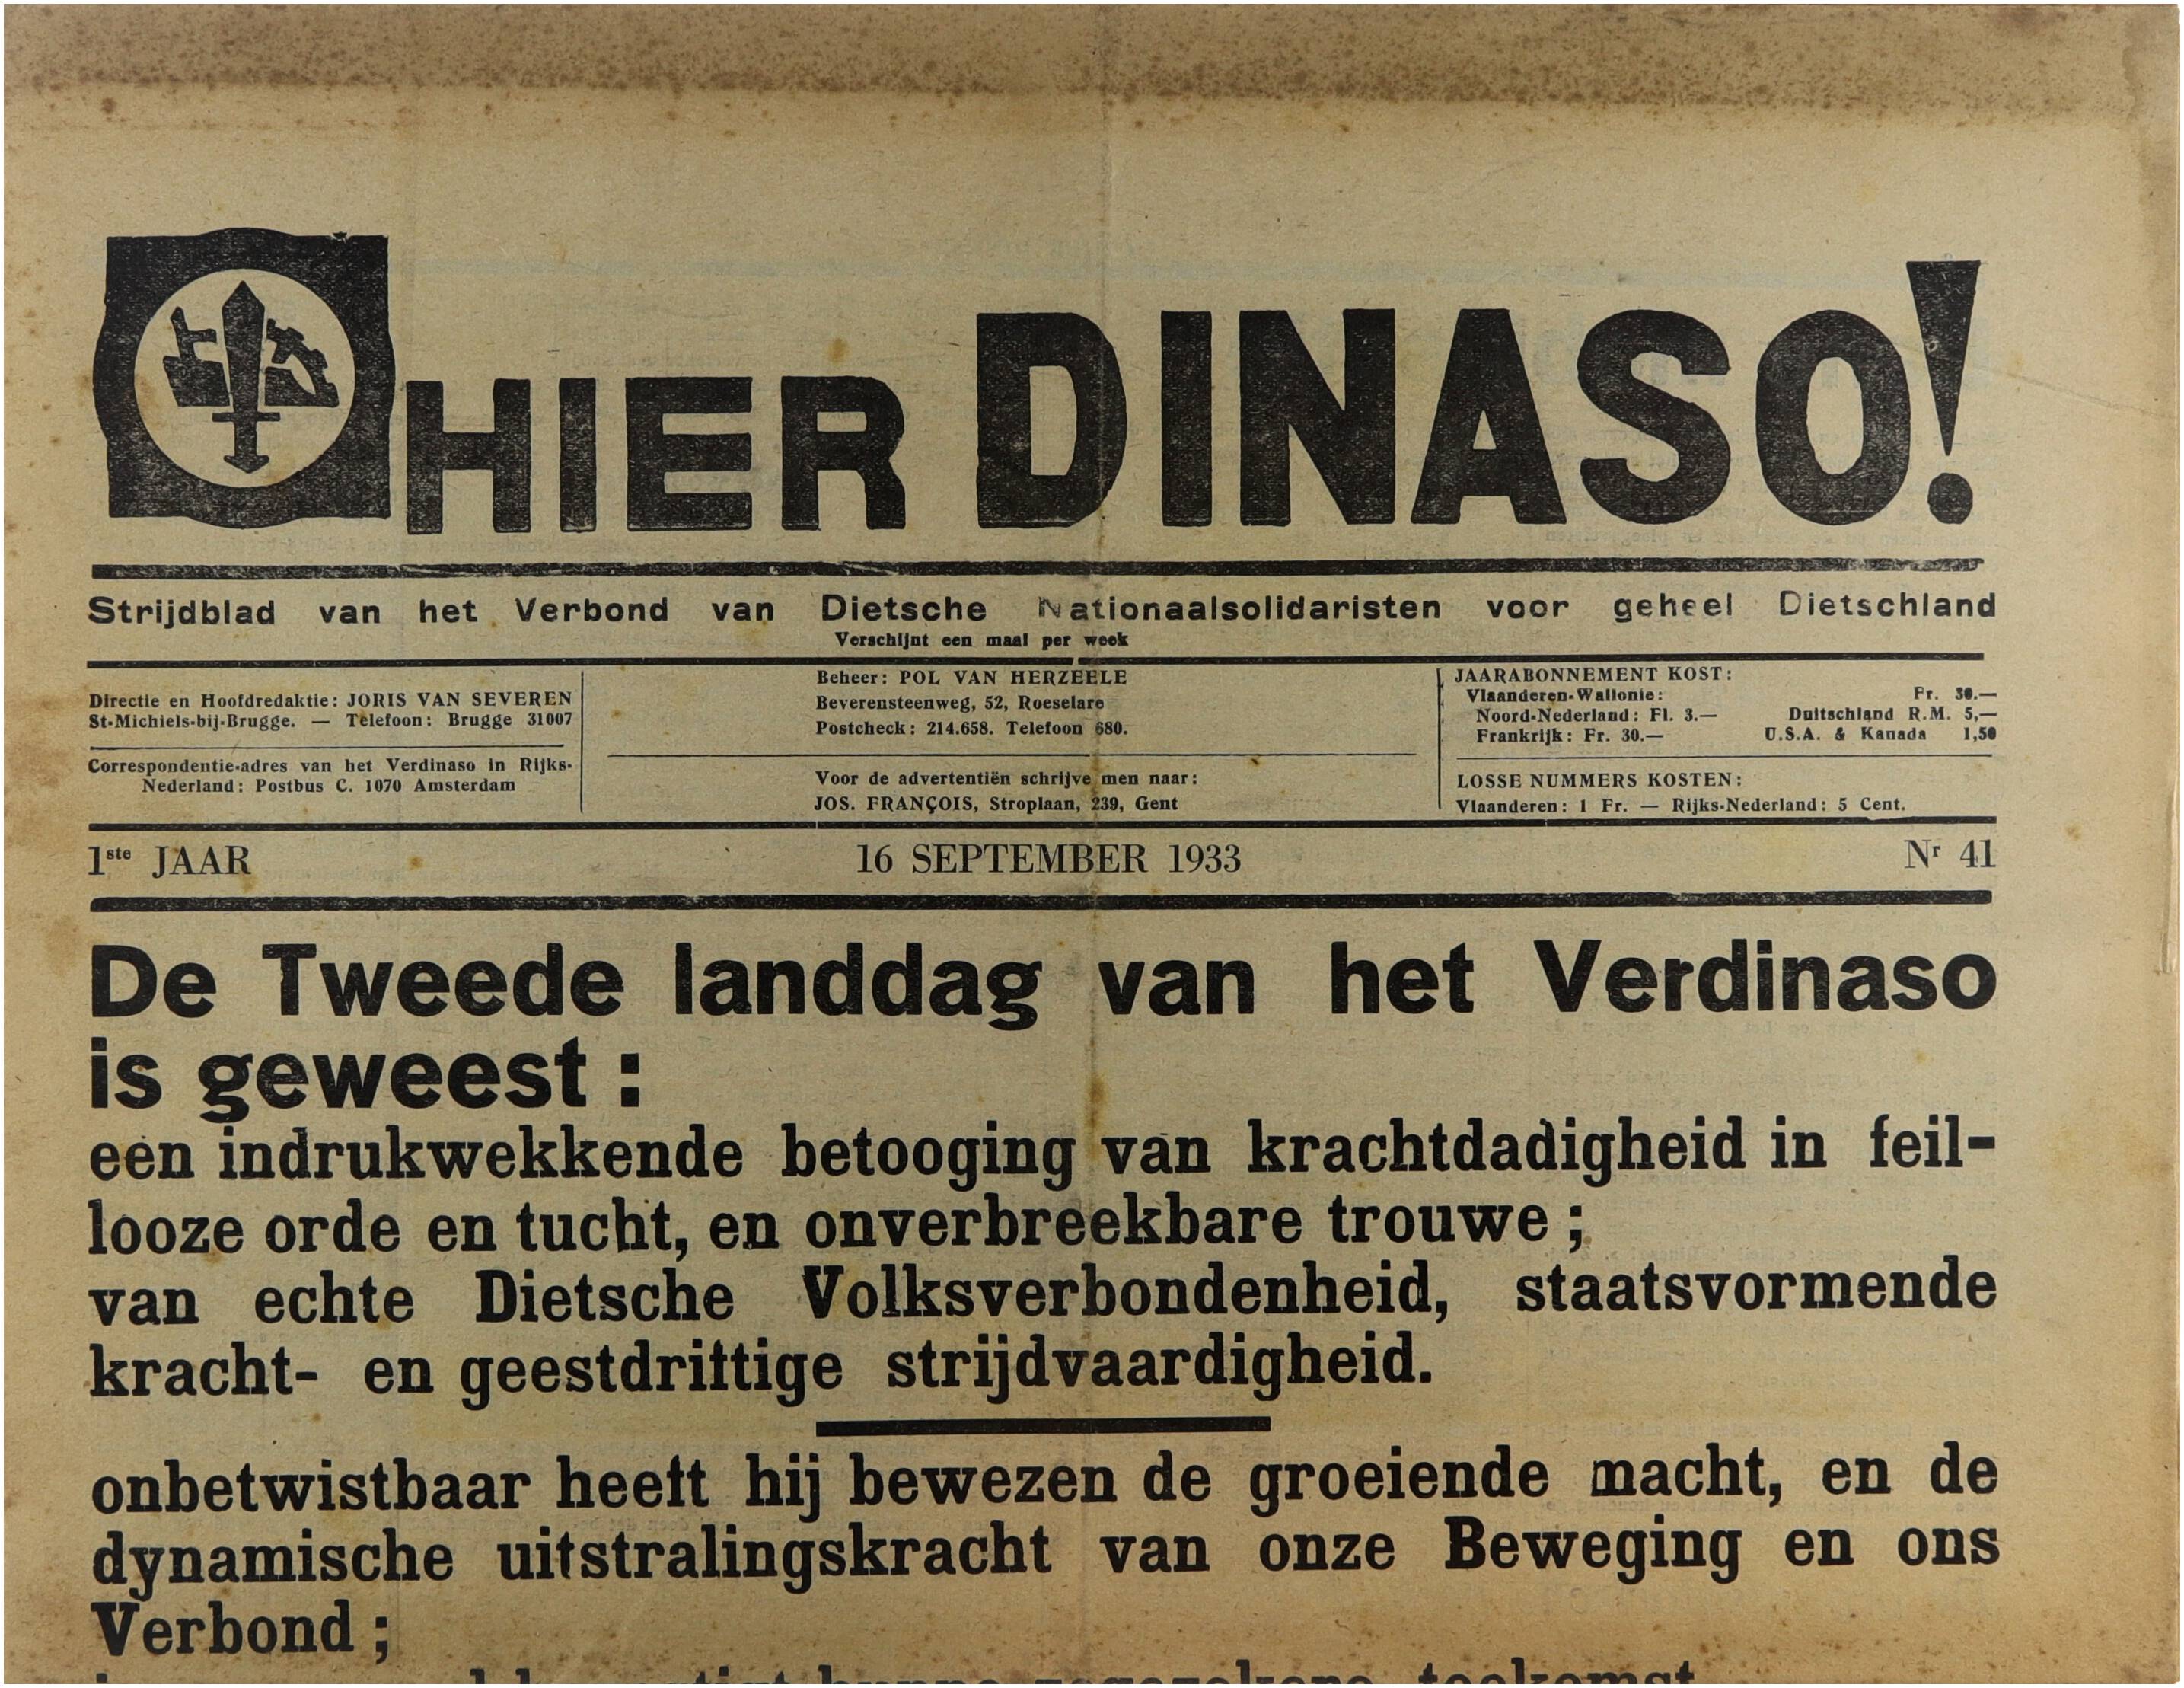 HIER DINASO!
Strijdblad van het Verbond van Dietsche Nationaalsolidaristen voor geheel Dietschland
Verschijnt een maal per week
Directie en Hoofdredaktie: JORIS VAN SEVEREN
St-Michiels-bij-Brugge. — Telefoon: Brugge 31007
Correspondentie-adres van het Verdinaso in Rijks-
Nederland: Postbus C. 1070 Amsterdam
Beheer: POL VAN HERZEELE
Beverensteenweg, 52, Roeselare
Postcheck: 214.658. Telefoon 680.
Voor de advertentiën schrijve men naar:
JOS. FRANÇOIS, Stroplaan, 239, Gent
JAARABONNEMENT KOST:
Vlaanderen-Wallonie: Fr. 30.—
Noord-Nederland: Fl. 3.— Duitschland R.M. 5,—
Frankrijk: Fr. 30.— U.S.A. & Kanada 1,50
LOSSE NUMMERS KOSTEN:
Vlaanderen: 1 Fr. — Rijks-Nederland: 5 Cent.
1ste JAAR 16 SEPTEMBER 1933 Nr 41
De Tweede landdag van het Verdinaso
is geweest :
een indrukwekkende betooging van krachtdadigheid in feil-
looze orde en tucht, en onverbreekbare trouwe ;
van echte Dietsche Volksverbondenheid, staatsvormende
kracht- en geestdriftige strijdvaardigheid.
onbetwistbaar heeft hij bewezen de groeiende macht, en de
dynamische uitstralingskracht van onze Beweging en ons
Verbond ;
toekomst